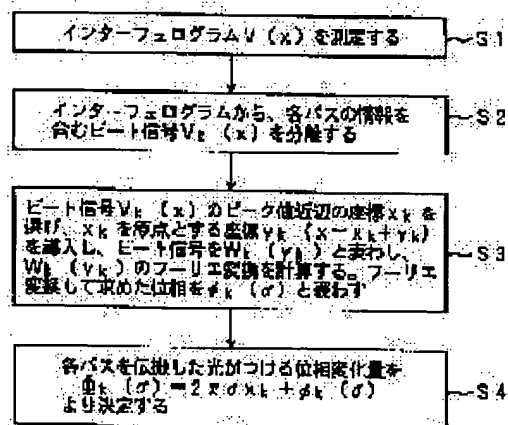 インターフェログラムV (x) を測定する
S1
インターフェログラムから、各パスの情報を
含むビート信号Vk (x) を分離する
S2
ビート信号Vk (x) のピーク値近辺の座標xk を
選び、xk を原点とする座標yk (x=xk+yk)
を導入し、ビート信号をWk (yk) と表わし、
Wk (yk) のフーリエ変換を計算する。フーリエ
変換して求めた位相をφk (σ) と表わす
S3
各パスを伝搬した光がつける位相変化量を
Φk (σ) =2πσxk+φk (σ)
より決定する
S4